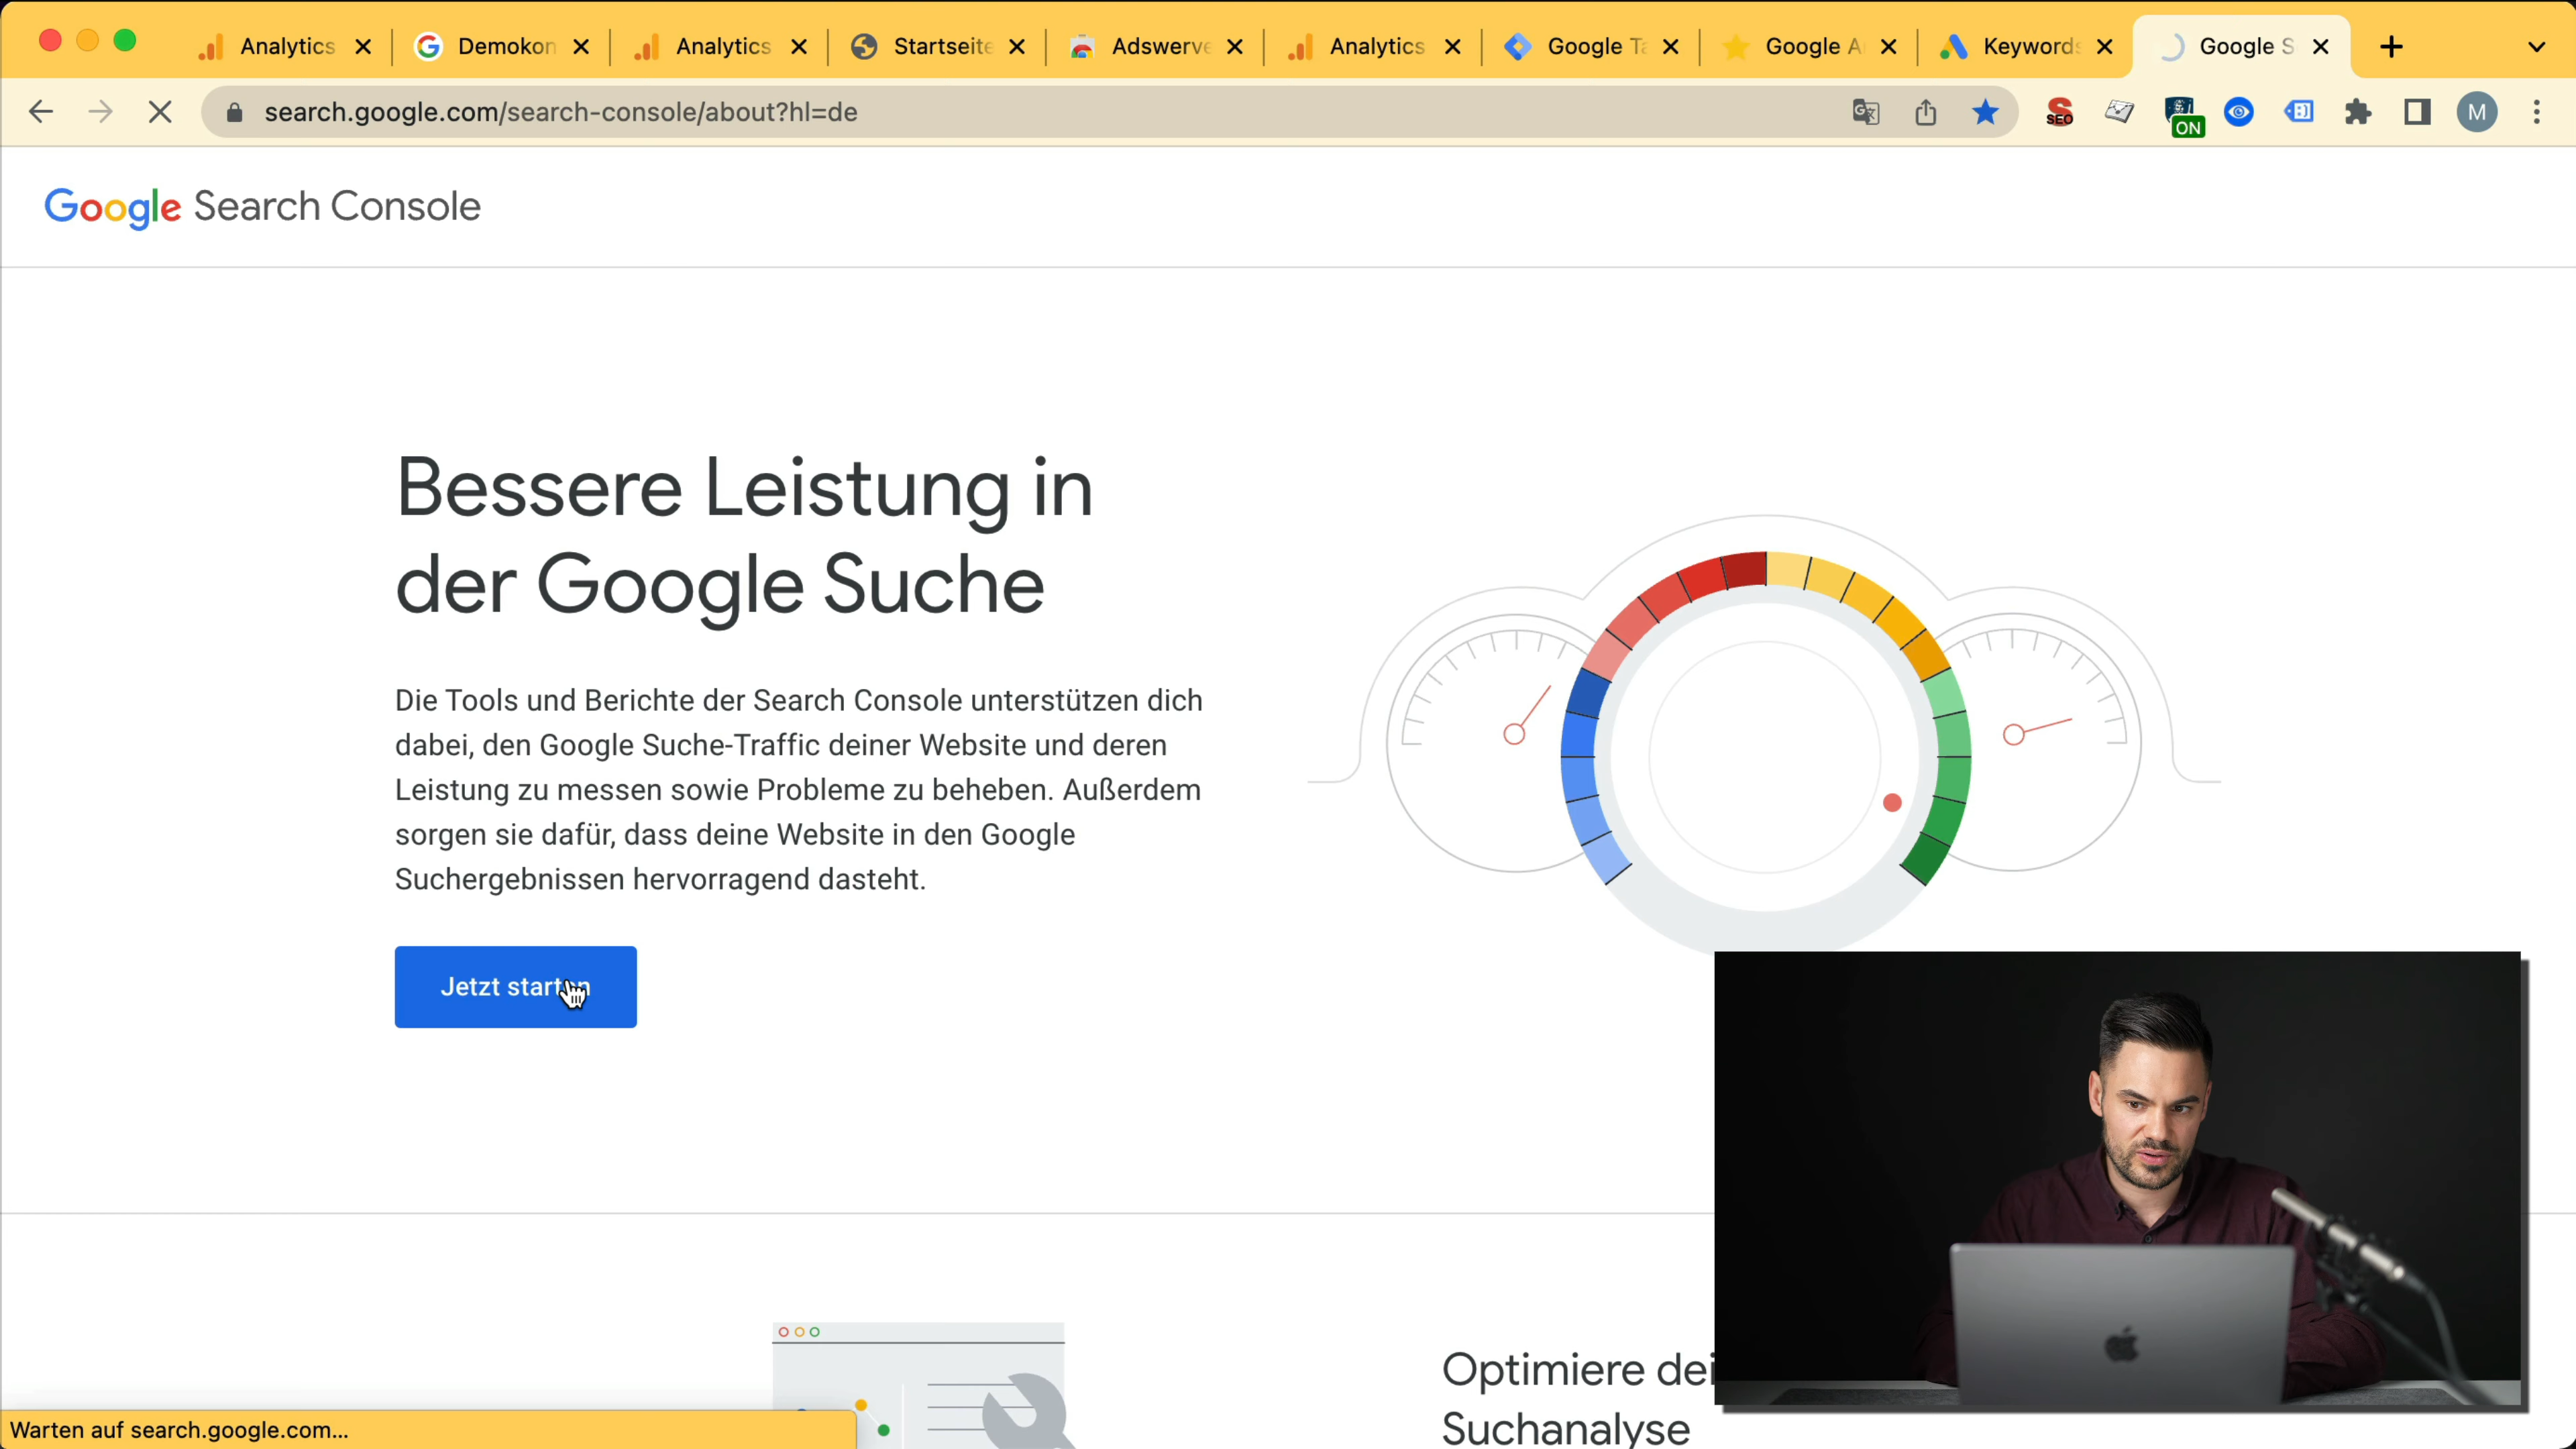 Analytics
Demokon
Analytics
Startseite
Adswerve
Analytics
Google Ta
Google A
Keywords
Google S
search.google.com/search-console/about?hl=de
SEO
ON
M
Google Search Console
Bessere Leistung in
der Google Suche
Die Tools und Berichte der Search Console unterstützen dich
dabei, den Google Suche-Traffic deiner Website und deren
Leistung zu messen sowie Probleme zu beheben. Außerdem
sorgen sie dafür, dass deine Website in den Google
Suchergebnissen hervorragend dasteht.
Jetzt starten
Optimiere dei
Suchanalyse
Warten auf search.google.com...